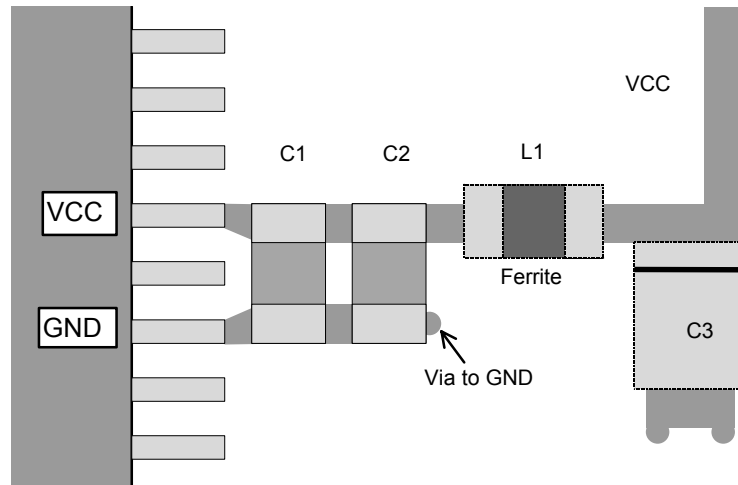 VCC
C1
C2
L1
VCC
Ferrite
GND
C3
Via to GND